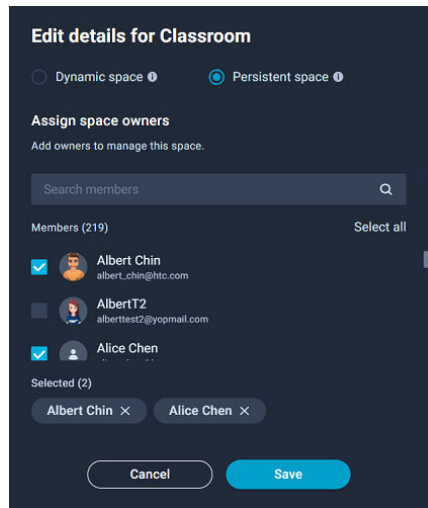 Edit details for Classroom
Dynamic space
Persistent space
Assign space owners
Add owners to manage this space.
Search members
Members (219)
Select all
Albert Chin
albert_chin@htc.com
AlbertT2
alberttest2@yopmail.com
Alice Chen
Selected (2)
Albert Chin ×
Alice Chen ×
Cancel
Save